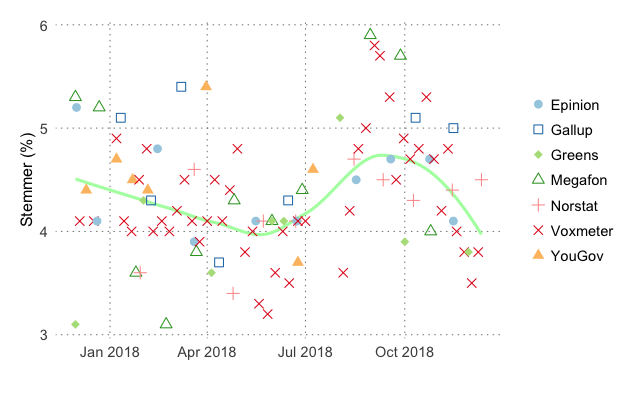 6
5
4
3
Stemmer (%)
Jan 2018
Apr 2018
Jul 2018
Oct 2018
Epinion
Gallup
Greens
Megafon
Norstat
Voxmeter
YouGov